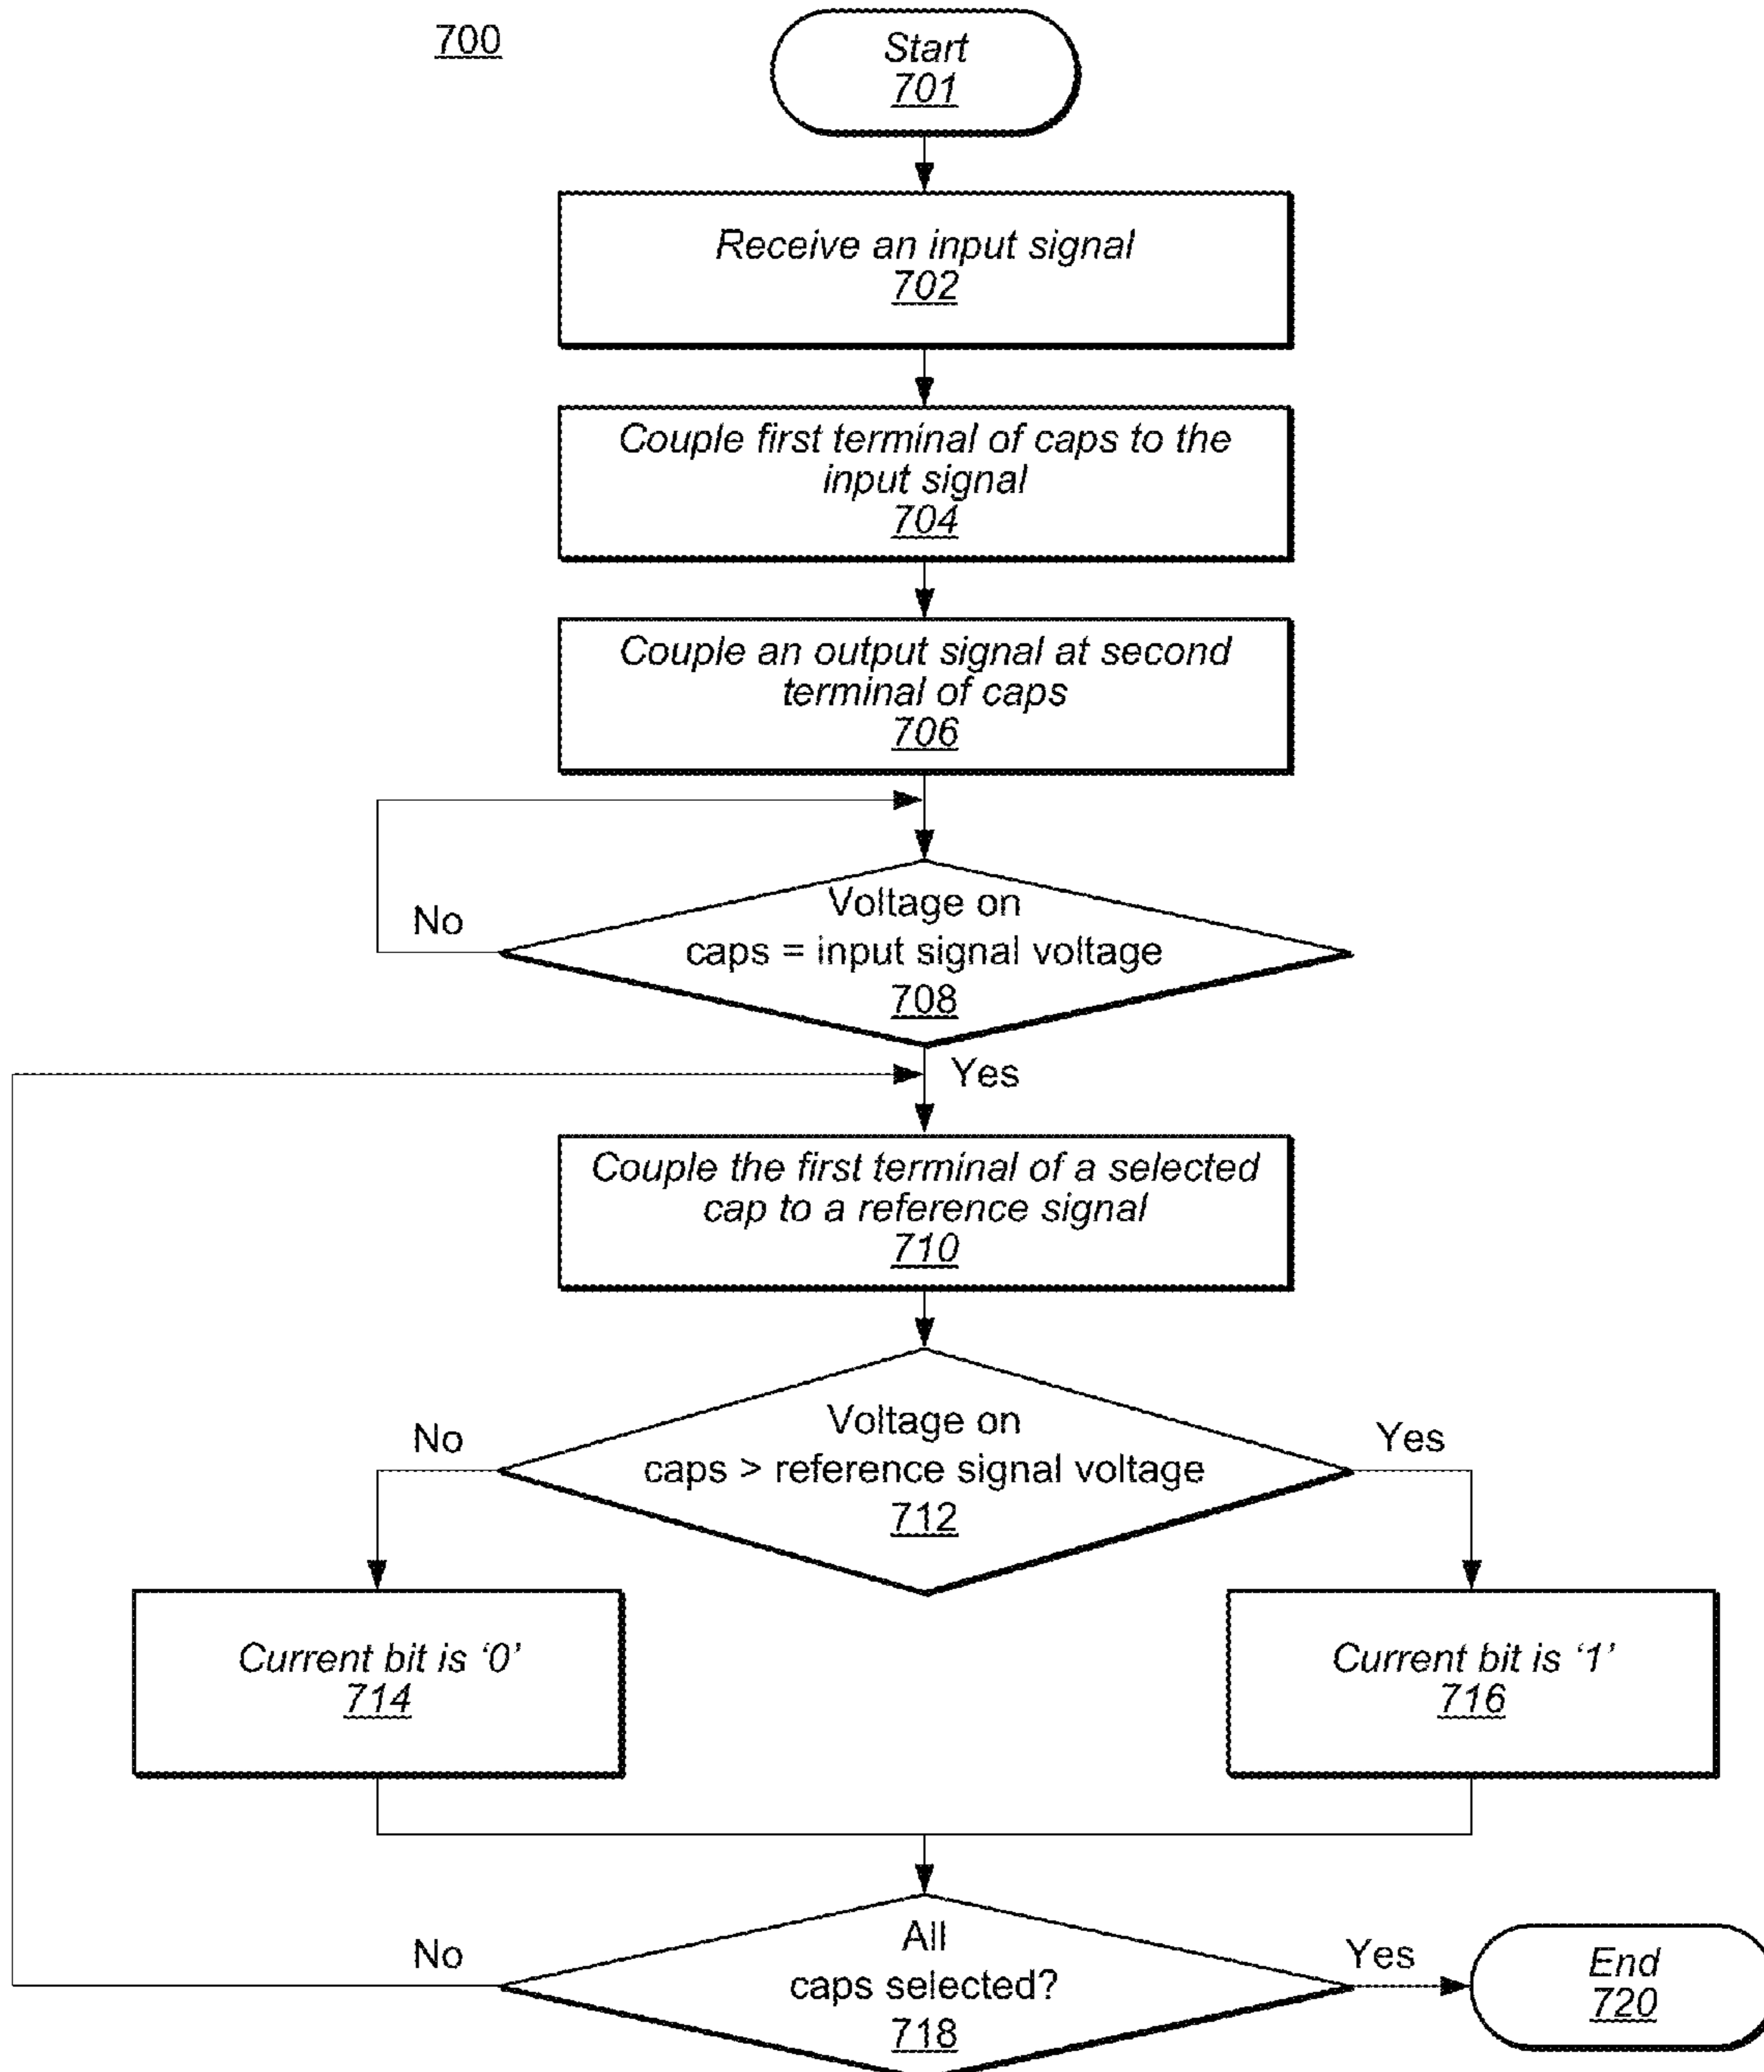 700
Start
701
Receive an input signal
702
Couple first terminal of caps to the
input signal
704
Couple an output signal at second
terminal of caps
706
Voltage on
caps = input signal voltage
708
No
Yes
Couple the first terminal of a selected
cap to a reference signal
710
Voltage on
caps > reference signal voltage
712
No
Yes
Current bit is ‘0’
714
Current bit is ‘1’
716
All
caps selected?
718
No
Yes
End
720